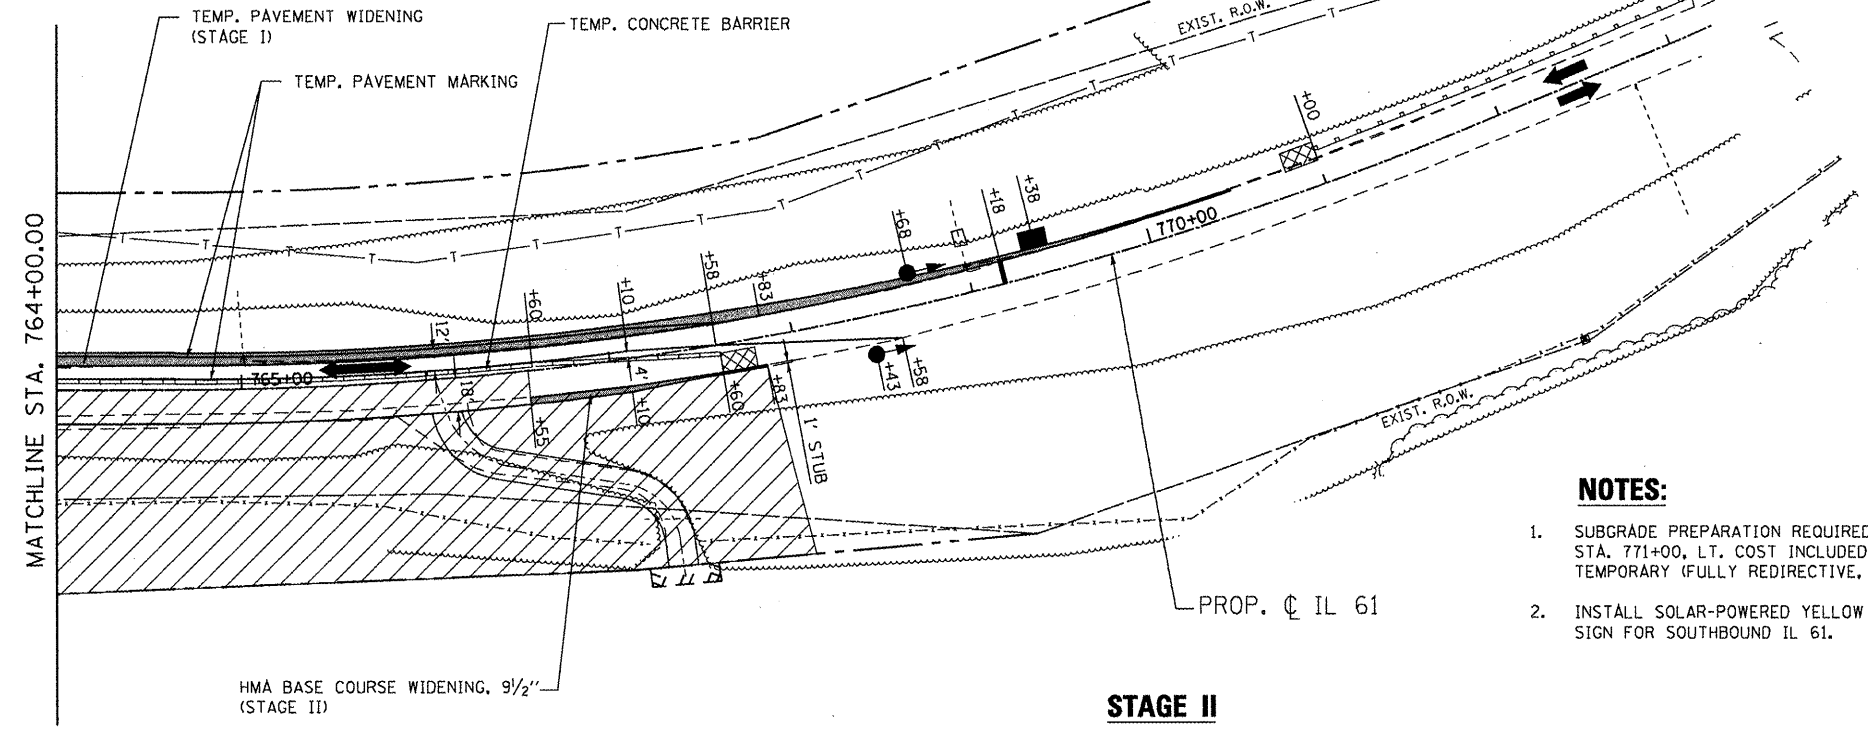 TEMP. PAVEMENT WIDENING
(STAGE I)
TEMP. CONCRETE BARRIER
TEMP. PAVEMENT MARKING
EXIST. R.O.W.
T
T
T
T
T
T
T
T
T
T
T
T
T
+00
+38
+18
+68
E
770+00
+58
+83
+10
+60
12'
MATCHLINE STA. 764+00.00
765+00
18'
4'
+55
+10
+60
+83
+43
+58
1' STUB
EXIST. R.O.W.
PROP. ℄ IL 61
HMA BASE COURSE WIDENING, 9½"
(STAGE II)
STAGE II
NOTES:
1. SUBGRADE PREPARATION REQUIRED
STA. 771+00, LT. COST INCLUDED
TEMPORARY (FULLY REDIRECTIVE,
2. INSTALL SOLAR-POWERED YELLOW
SIGN FOR SOUTHBOUND IL 61.